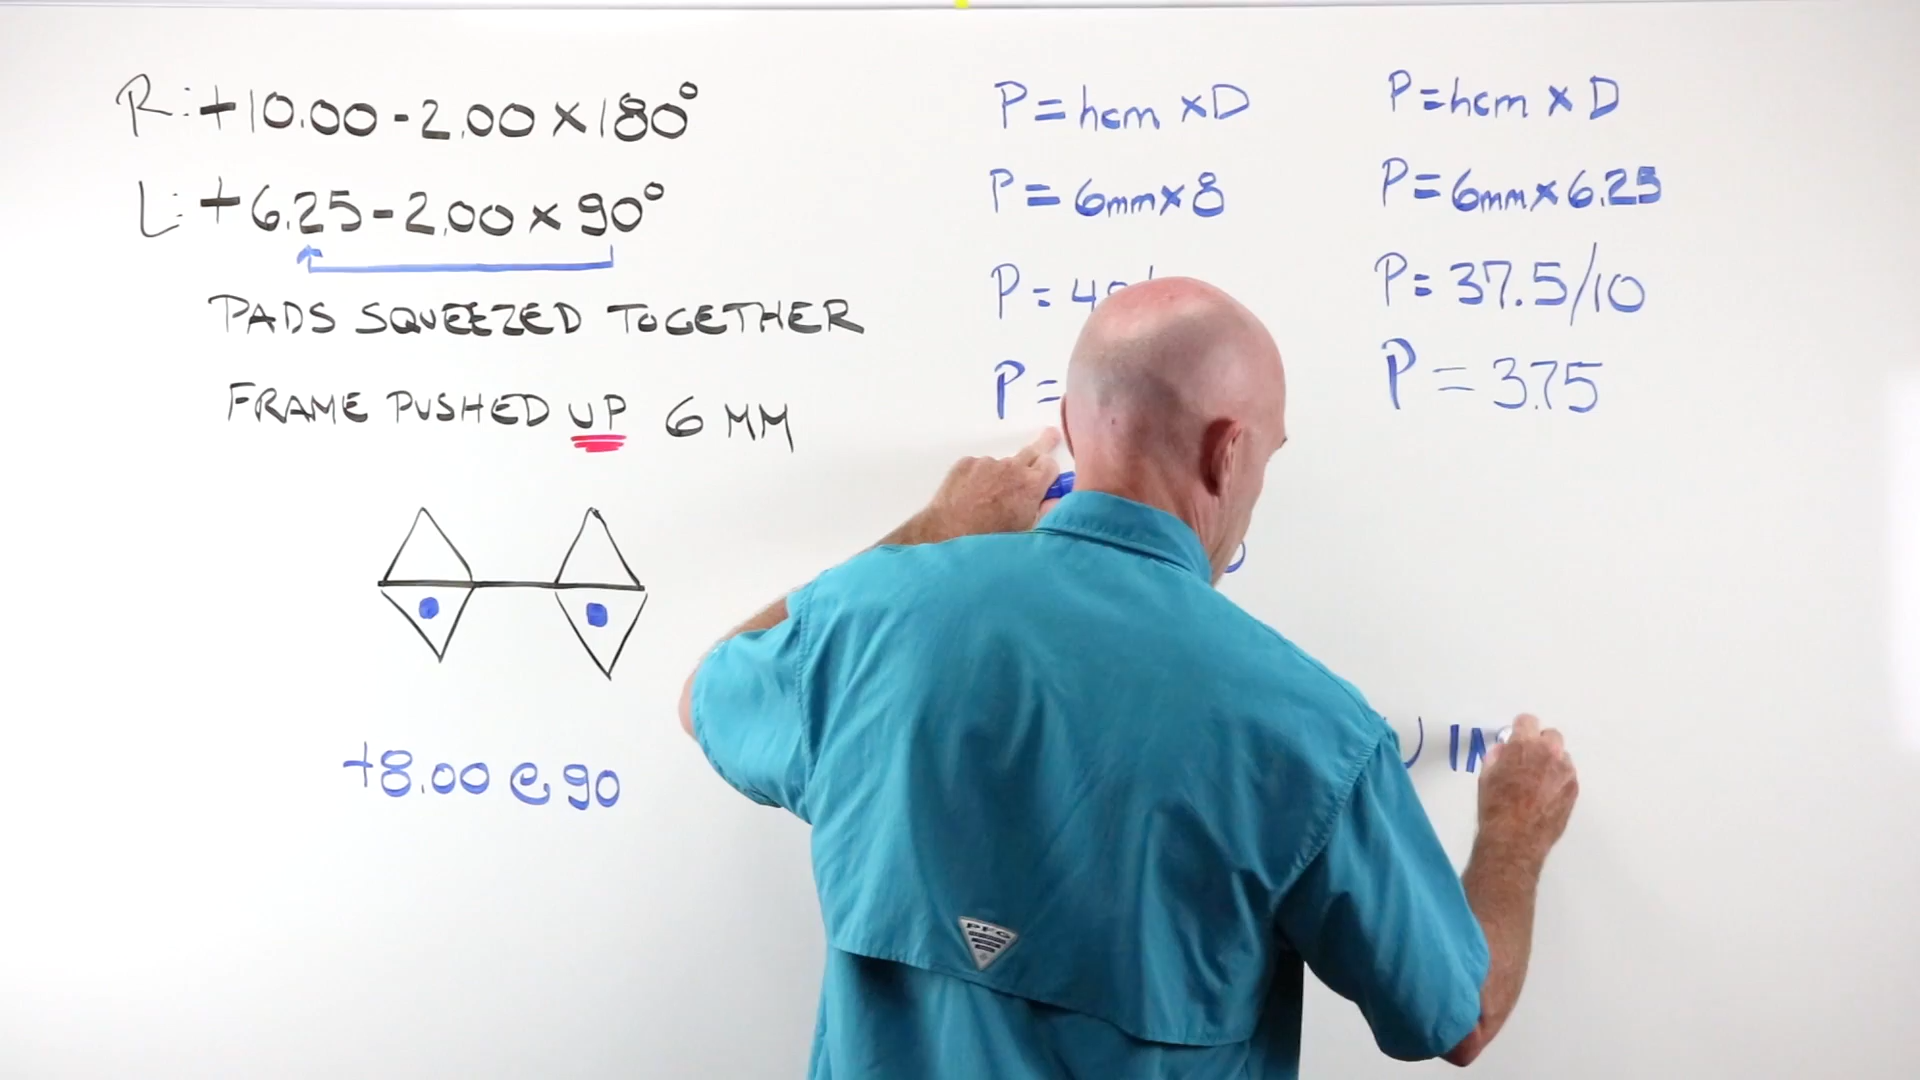 R: +10.00 - 2.00 x 180°
L: +6.25 - 2.00 x 90°
PADS SQUEEZED TOGETHER
FRAME PUSHED UP 6 MM
+8.00 @ 90
P = hcm x D
P = 6mm x 8
P =
P =
P = hcm x D
P = 6mm x 6.25
P = 37.5/10
P = 3.75
PFG